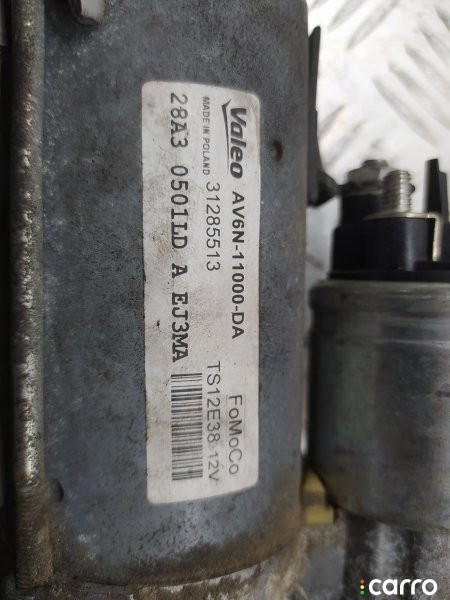 Valeo AV6N-11000-DA FoMoCo
MADE IN POLAND 31285513 TS12E38 12V
28A3 0501LD A EJ3MA
carro